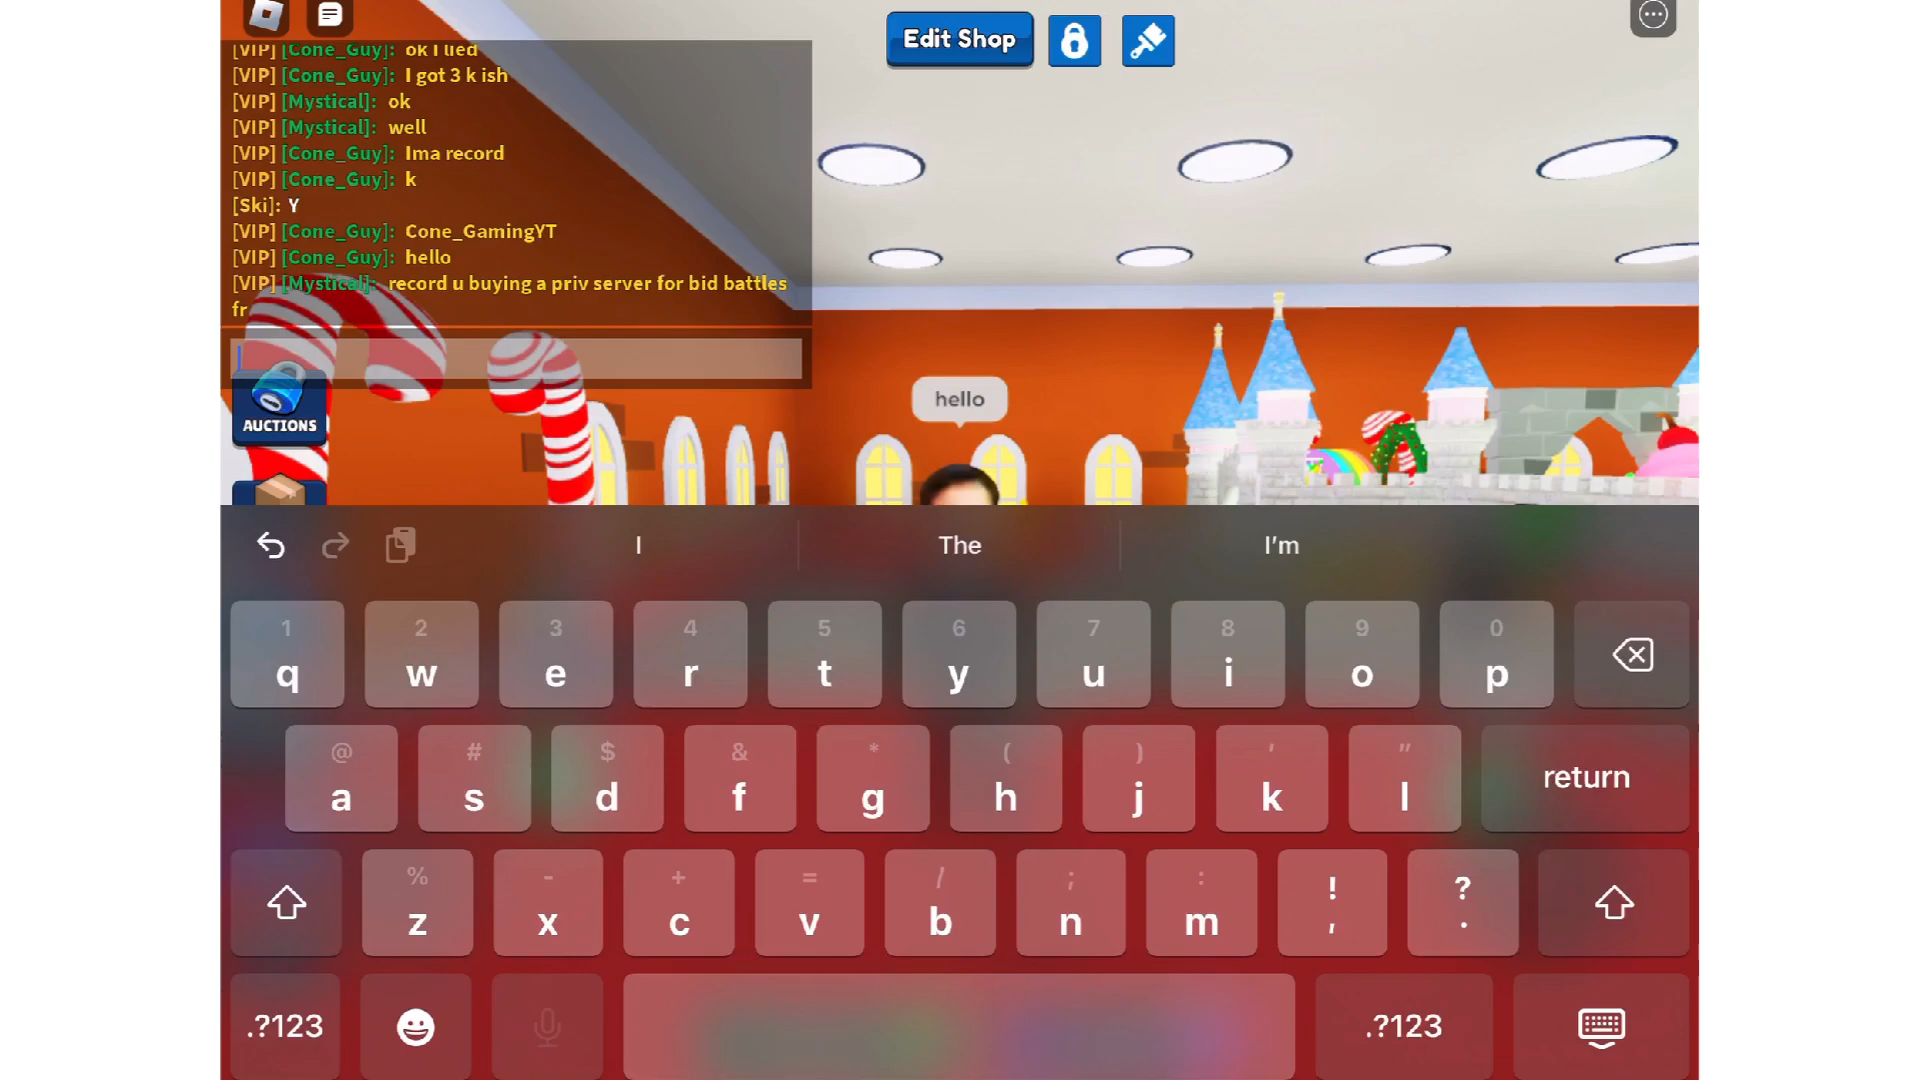 [VIP] [Cone_Guy]: ok I lied
[VIP] [Cone_Guy]: I got 3 k ish
[VIP] [Mystical]: ok
[VIP] [Mystical]: well
[VIP] [Cone_Guy]: Ima record
[VIP] [Cone_Guy]: k
[Ski]: Y
[VIP] [Cone_Guy]: Cone_GamingYT
[VIP] [Cone_Guy]: hello
[VIP] [Mystical]: record u buying a priv server for bid battles
fr
Edit Shop
AUCTIONS
hello
I The I'm
1 2 3 4 5 6 7 8 9 0
q w e r t y u i o p
@ # $ & * ( ) ' "
a s d f g h j k l return
% - + = / ; : ! ?
z x c v b n m , .
.?123 .?123